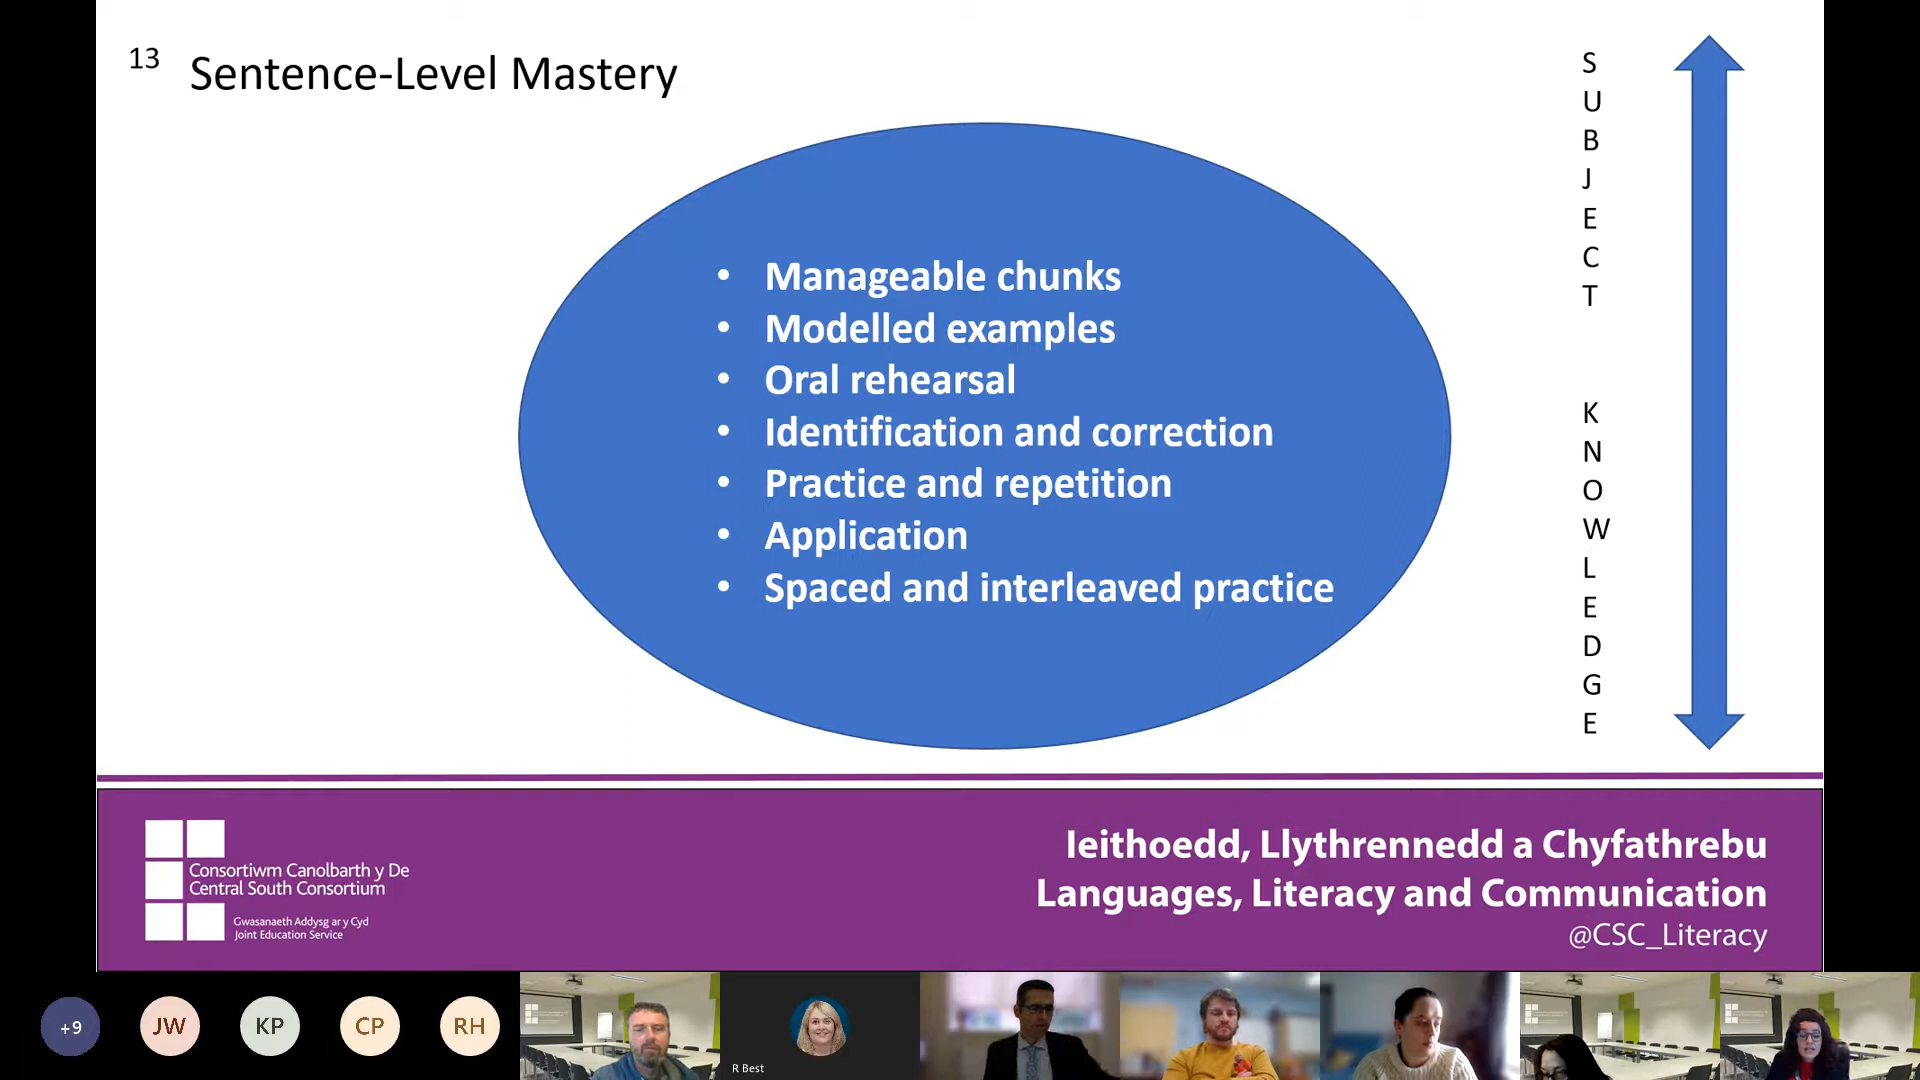 13
Sentence-Level Mastery
• Manageable chunks
• Modelled examples
• Oral rehearsal
• Identification and correction
• Practice and repetition
• Application
• Spaced and interleaved practice
SUBJECT
KNOWLEDGE
Consortiwm Canolbarth y De
Central South Consortium
Gwasanaeth Addysg ar y Cyd
Joint Education Service
Ieithoedd, Llythrennedd a Chyfathrebu
Languages, Literacy and Communication
@CSC_Literacy
+9
JW
KP
CP
RH
R Best